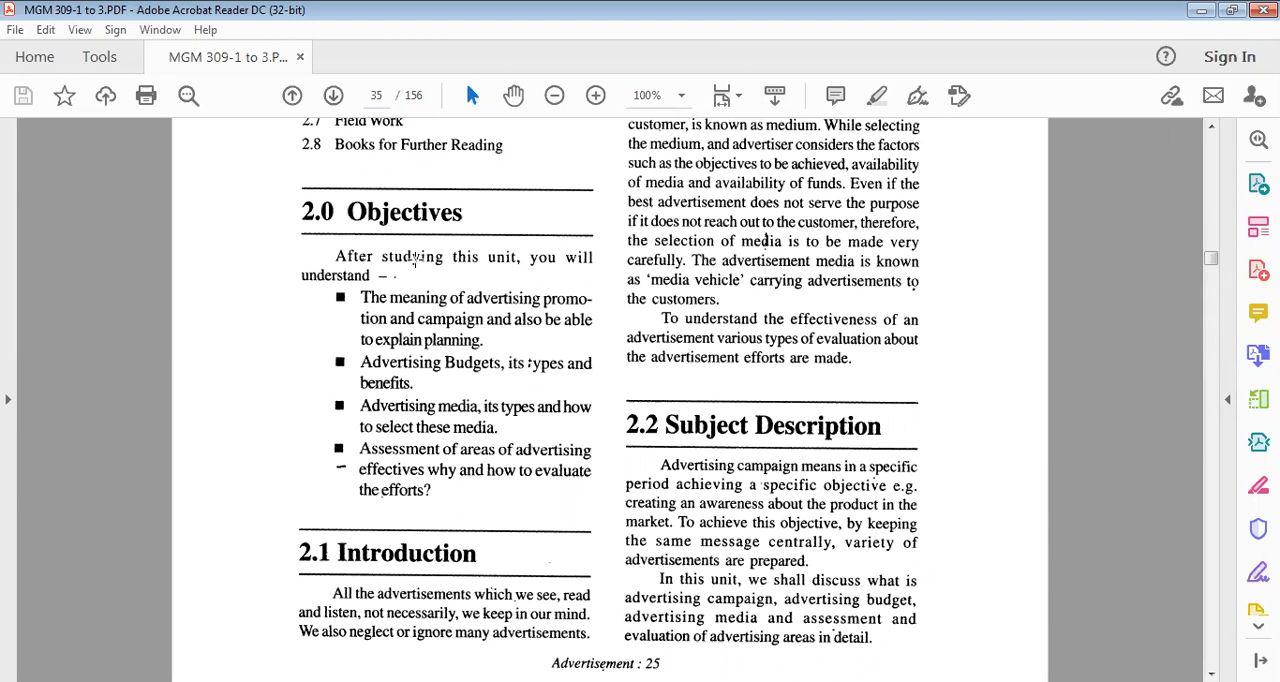 MGM 309-1 to 3.PDF - Adobe Acrobat Reader DC (32-bit)
File Edit View Sign Window Help
Home Tools MGM 309-1 to 3.P... × Sign In
35 / 156 100%
2.7 Field Work
2.8 Books for Further Reading
2.0 Objectives
After studying this unit, you will
understand –
■ The meaning of advertising promo-
tion and campaign and also be able
to explain planning.
■ Advertising Budgets, its types and
benefits.
■ Advertising media, its types and how
to select these media.
■ Assessment of areas of advertising
effectives why and how to evaluate
the efforts?
2.1 Introduction
All the advertisements which we see, read
and listen, not necessarily, we keep in our mind.
We also neglect or ignore many advertisements.
customer, is known as medium. While selecting
the medium, and advertiser considers the factors
such as the objectives to be achieved, availability
of media and availability of funds. Even if the
best advertisement does not serve the purpose
if it does not reach out to the customer, therefore,
the selection of media is to be made very
carefully. The advertisement media is known
as 'media vehicle' carrying advertisements to
the customers.
To understand the effectiveness of an
advertisement various types of evaluation about
the advertisement efforts are made.
2.2 Subject Description
Advertising campaign means in a specific
period achieving a specific objective e.g.
creating an awareness about the product in the
market. To achieve this objective, by keeping
the same message centrally, variety of
advertisements are prepared.
In this unit, we shall discuss what is
advertising campaign, advertising budget,
advertising media and assessment and
evaluation of advertising areas in detail.
Advertisement : 25